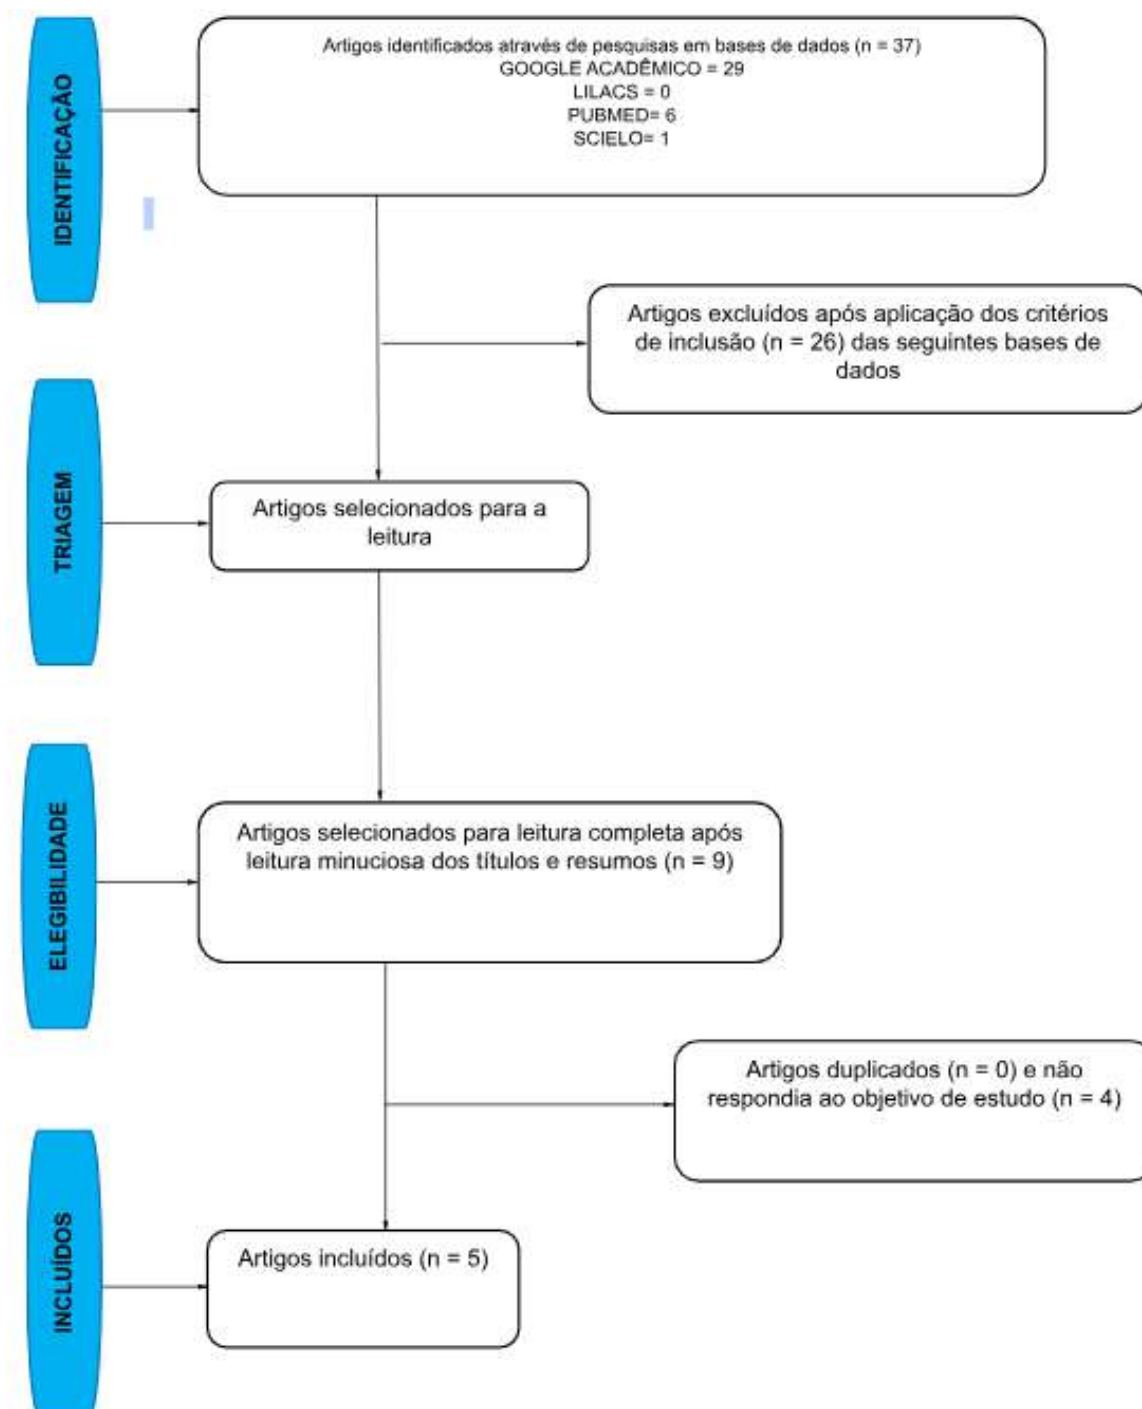 IDENTIFICAÇÃO
Artigos identificados através de pesquisas em bases de dados (n = 37)
GOOGLE ACADÊMICO = 29
LILACS = 0
PUBMED= 6
SCIELO= 1
Artigos excluídos após aplicação dos critérios
de inclusão (n = 26) das seguintes bases de
dados
TRIAGEM
Artigos selecionados para a
leitura
ELEGIBILIDADE
Artigos selecionados para leitura completa após
leitura minuciosa dos títulos e resumos (n = 9)
Artigos duplicados (n = 0) e não
respondia ao objetivo de estudo (n = 4)
INCLUÍDOS
Artigos incluídos (n = 5)